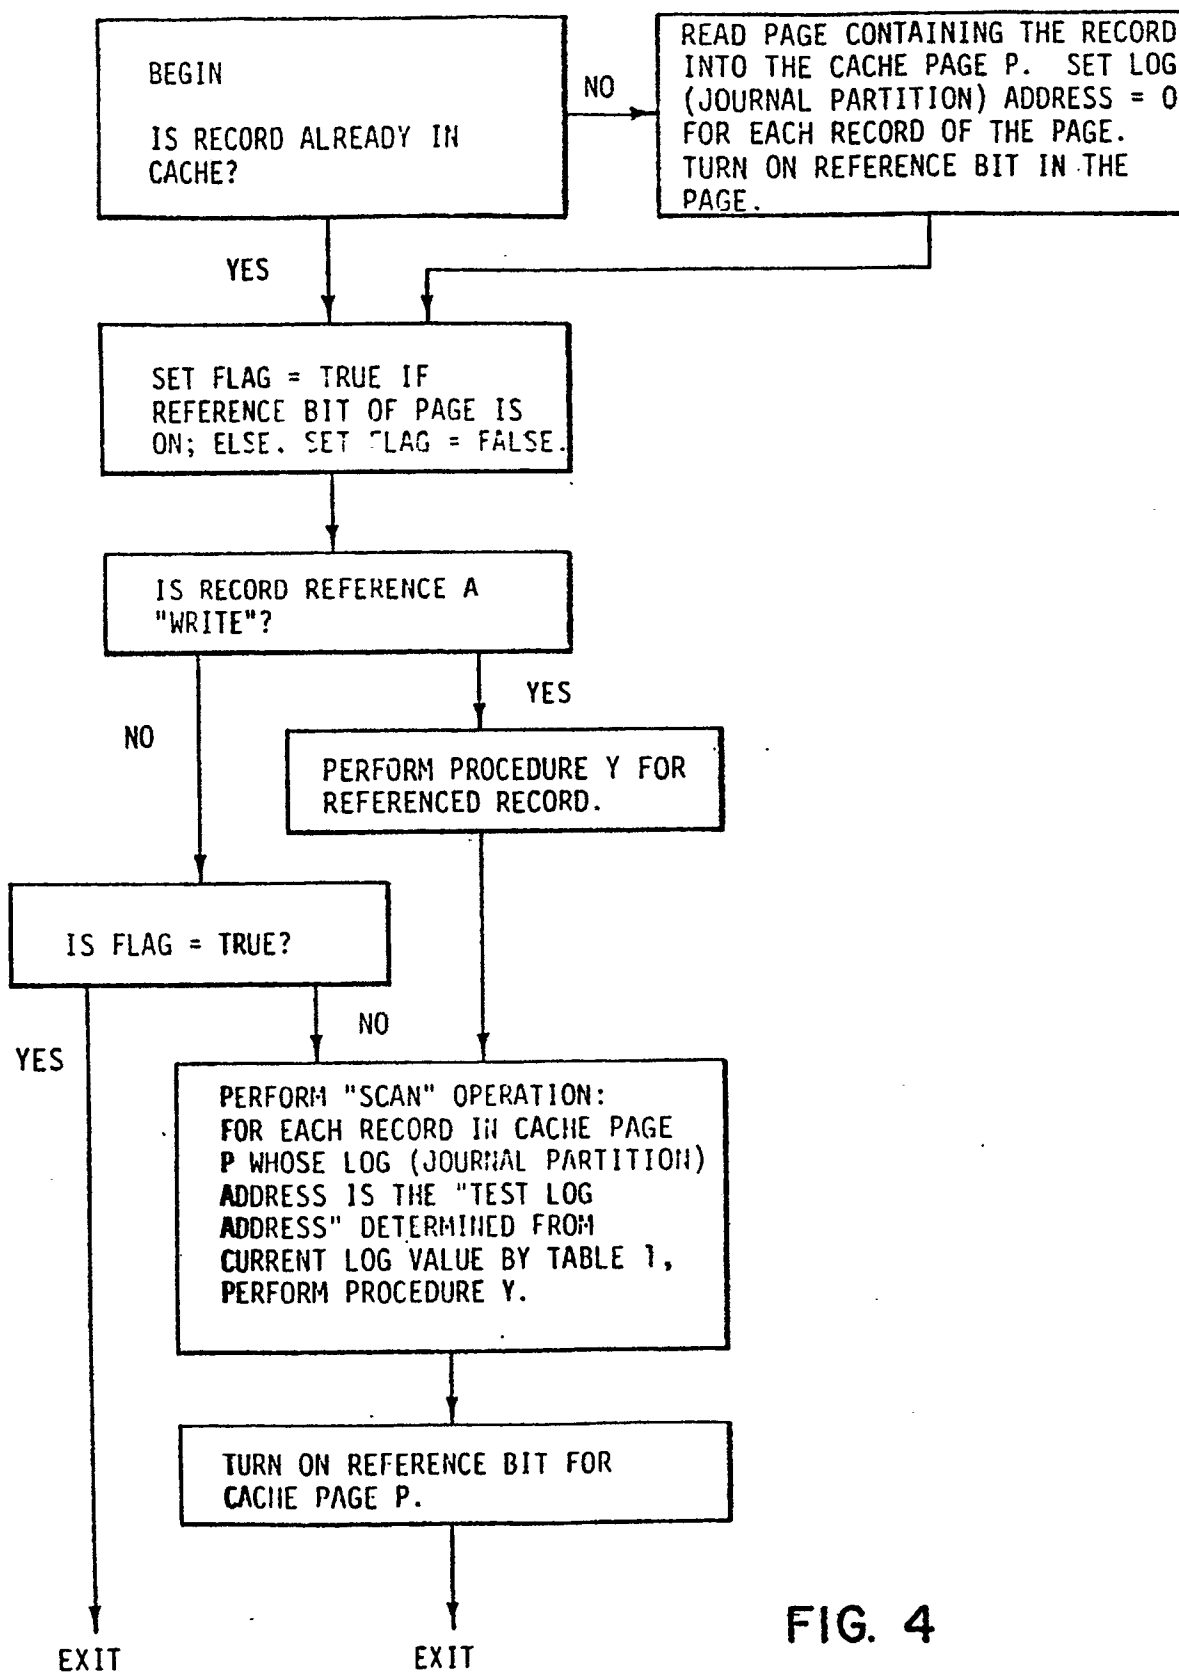 BEGIN
IS RECORD ALREADY IN
CACHE?
NO
READ PAGE CONTAINING THE RECORD
INTO THE CACHE PAGE P. SET LOG
(JOURNAL PARTITION) ADDRESS = 0
FOR EACH RECORD OF THE PAGE.
TURN ON REFERENCE BIT IN THE
PAGE.
YES
SET FLAG = TRUE IF
REFERENCE BIT OF PAGE IS
ON; ELSE. SET FLAG = FALSE.
IS RECORD REFERENCE A
"WRITE"?
YES
NO
PERFORM PROCEDURE Y FOR
REFERENCED RECORD.
IS FLAG = TRUE?
NO
YES
PERFORM "SCAN" OPERATION:
FOR EACH RECORD IN CACHE PAGE
P WHOSE LOG (JOURNAL PARTITION)
ADDRESS IS THE "TEST LOG
ADDRESS" DETERMINED FROM
CURRENT LOG VALUE BY TABLE 1,
PERFORM PROCEDURE Y.
TURN ON REFERENCE BIT FOR
CACHE PAGE P.
EXIT
EXIT
FIG. 4